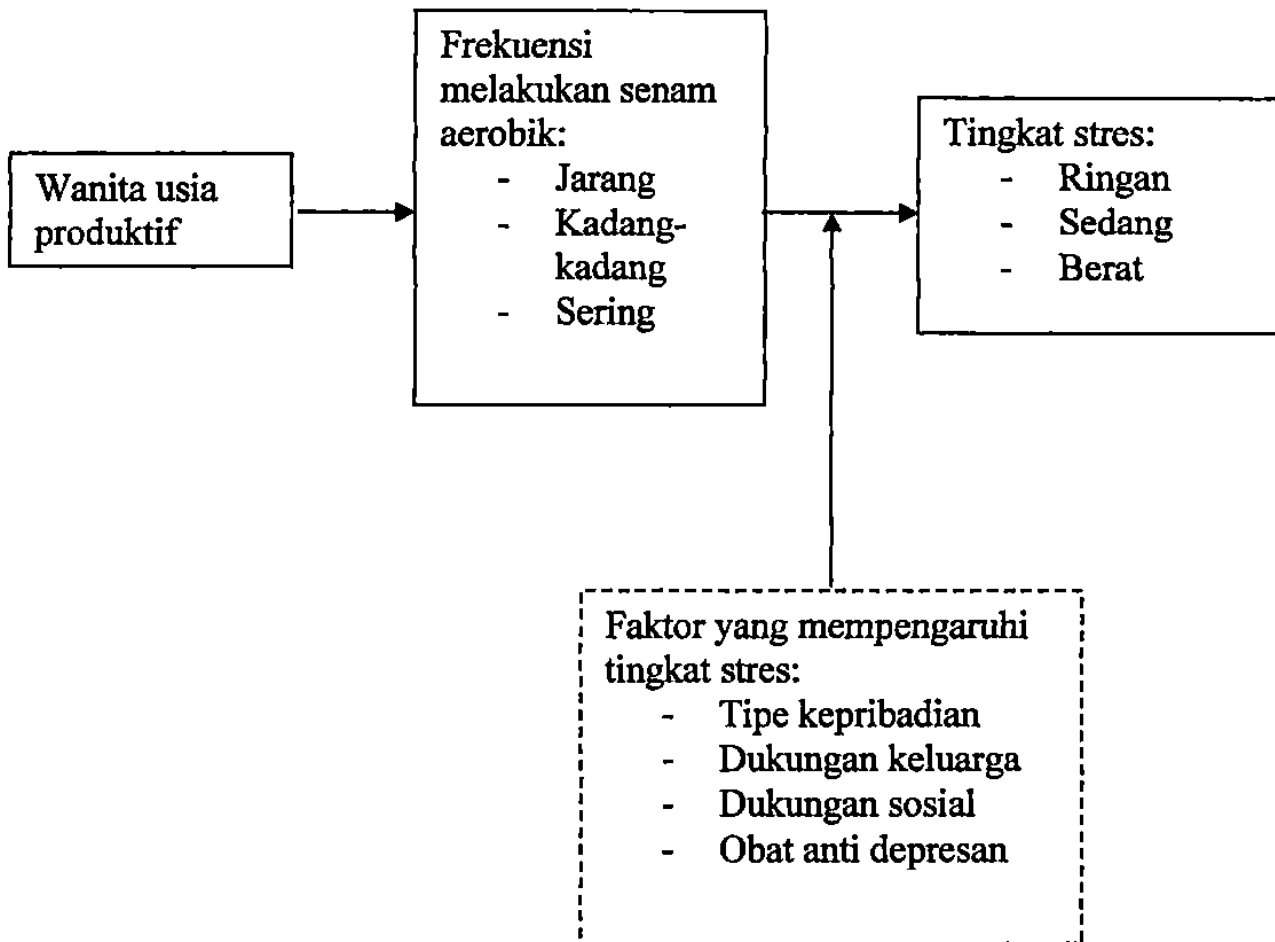 Wanita usia
produktif
Frekuensi
melakukan senam
aerobik:
- Jarang
- Kadang-
kadang
- Sering
Tingkat stres:
- Ringan
- Sedang
- Berat
Faktor yang mempengaruhi
tingkat stres:
- Tipe kepribadian
- Dukungan keluarga
- Dukungan sosial
- Obat anti depresan